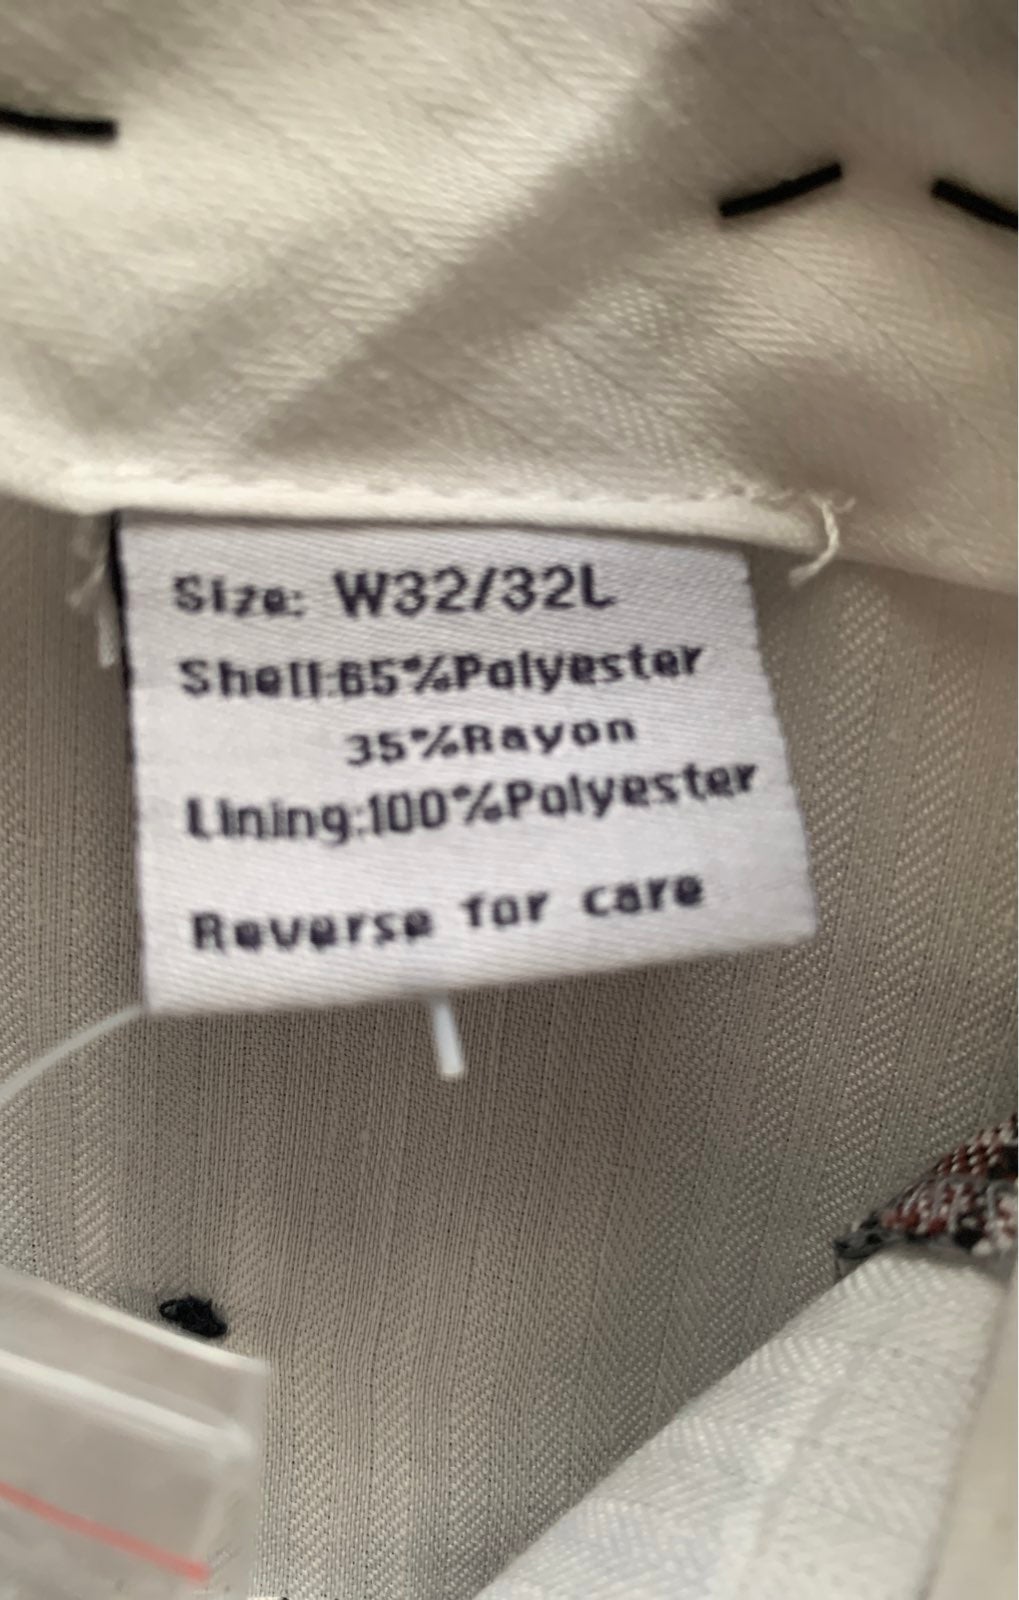 Size: W32/32L
Shell:65%Polyester
35%Rayon
Lining:100%Polyester
Reverse for care